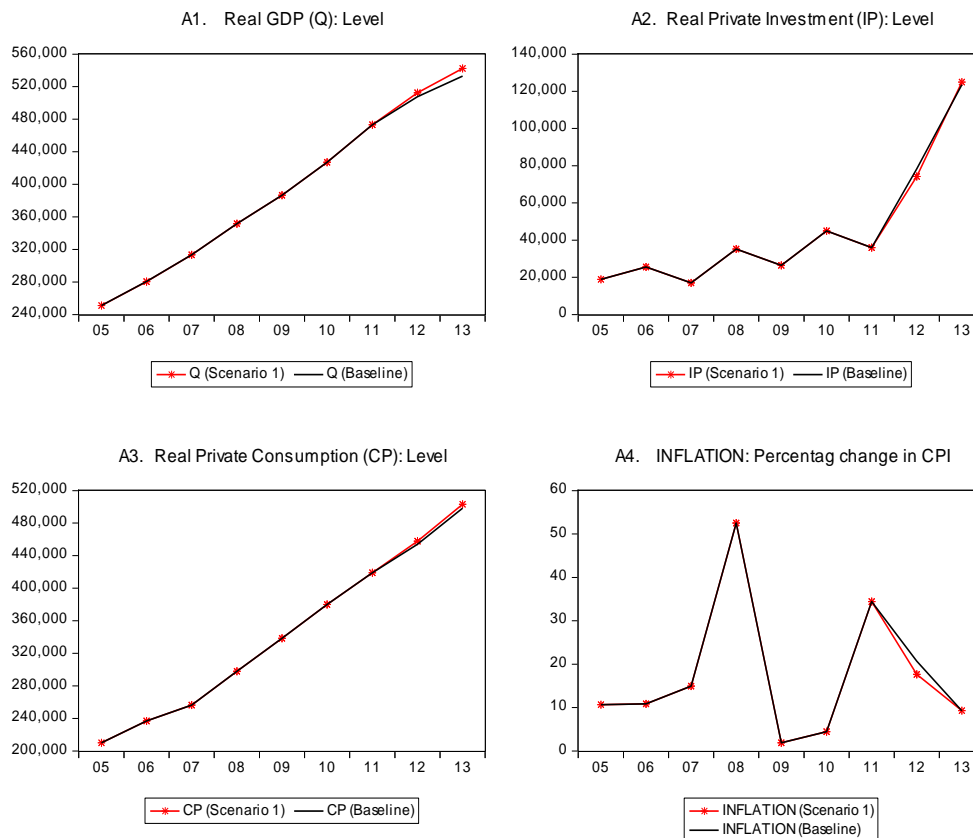 A1. Real GDP (Q): Level
560,000
520,000
480,000
440,000
400,000
360,000
320,000
280,000
240,000
05 06 07 08 09 10 11 12 13
Q (Scenario 1) Q (Baseline)
A2. Real Private Investment (IP): Level
140,000
120,000
100,000
80,000
60,000
40,000
20,000
0
05 06 07 08 09 10 11 12 13
IP (Scenario 1) IP (Baseline)
A3. Real Private Consumption (CP): Level
520,000
480,000
440,000
400,000
360,000
320,000
280,000
240,000
200,000
05 06 07 08 09 10 11 12 13
CP (Scenario 1) CP (Baseline)
A4. INFLATION: Percentag change in CPI
60
50
40
30
20
10
0
05 06 07 08 09 10 11 12 13
INFLATION (Scenario 1)
INFLATION (Baseline)